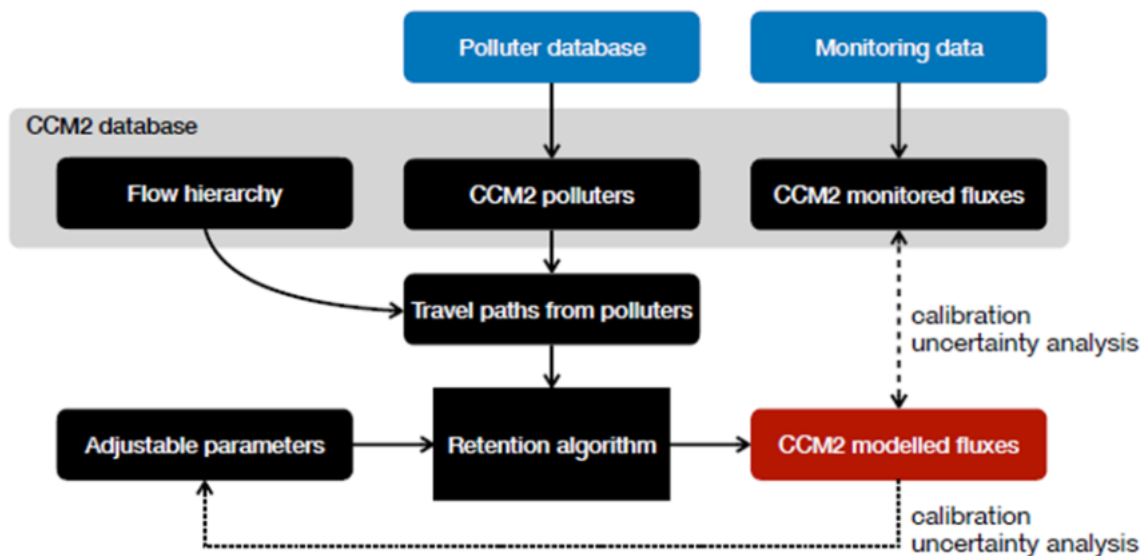 Polluter database
Monitoring data
CCM2 database
Flow hierarchy
CCM2 polluters
CCM2 monitored fluxes
Travel paths from polluters
calibration
uncertainty analysis
Adjustable parameters
Retention algorithm
CCM2 modelled fluxes
calibration
uncertainty analysis